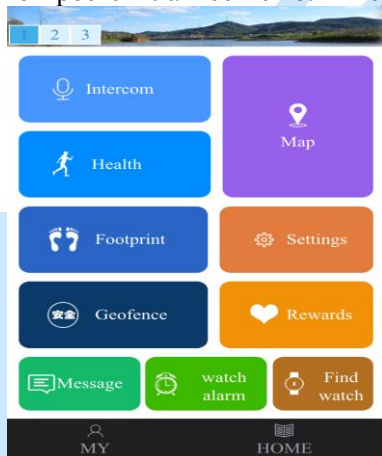 1 2 3
Intercom
Map
Health
Footprint
Settings
安全 Geofence
Rewards
Message
watch
alarm
Find
watch
MY
HOME